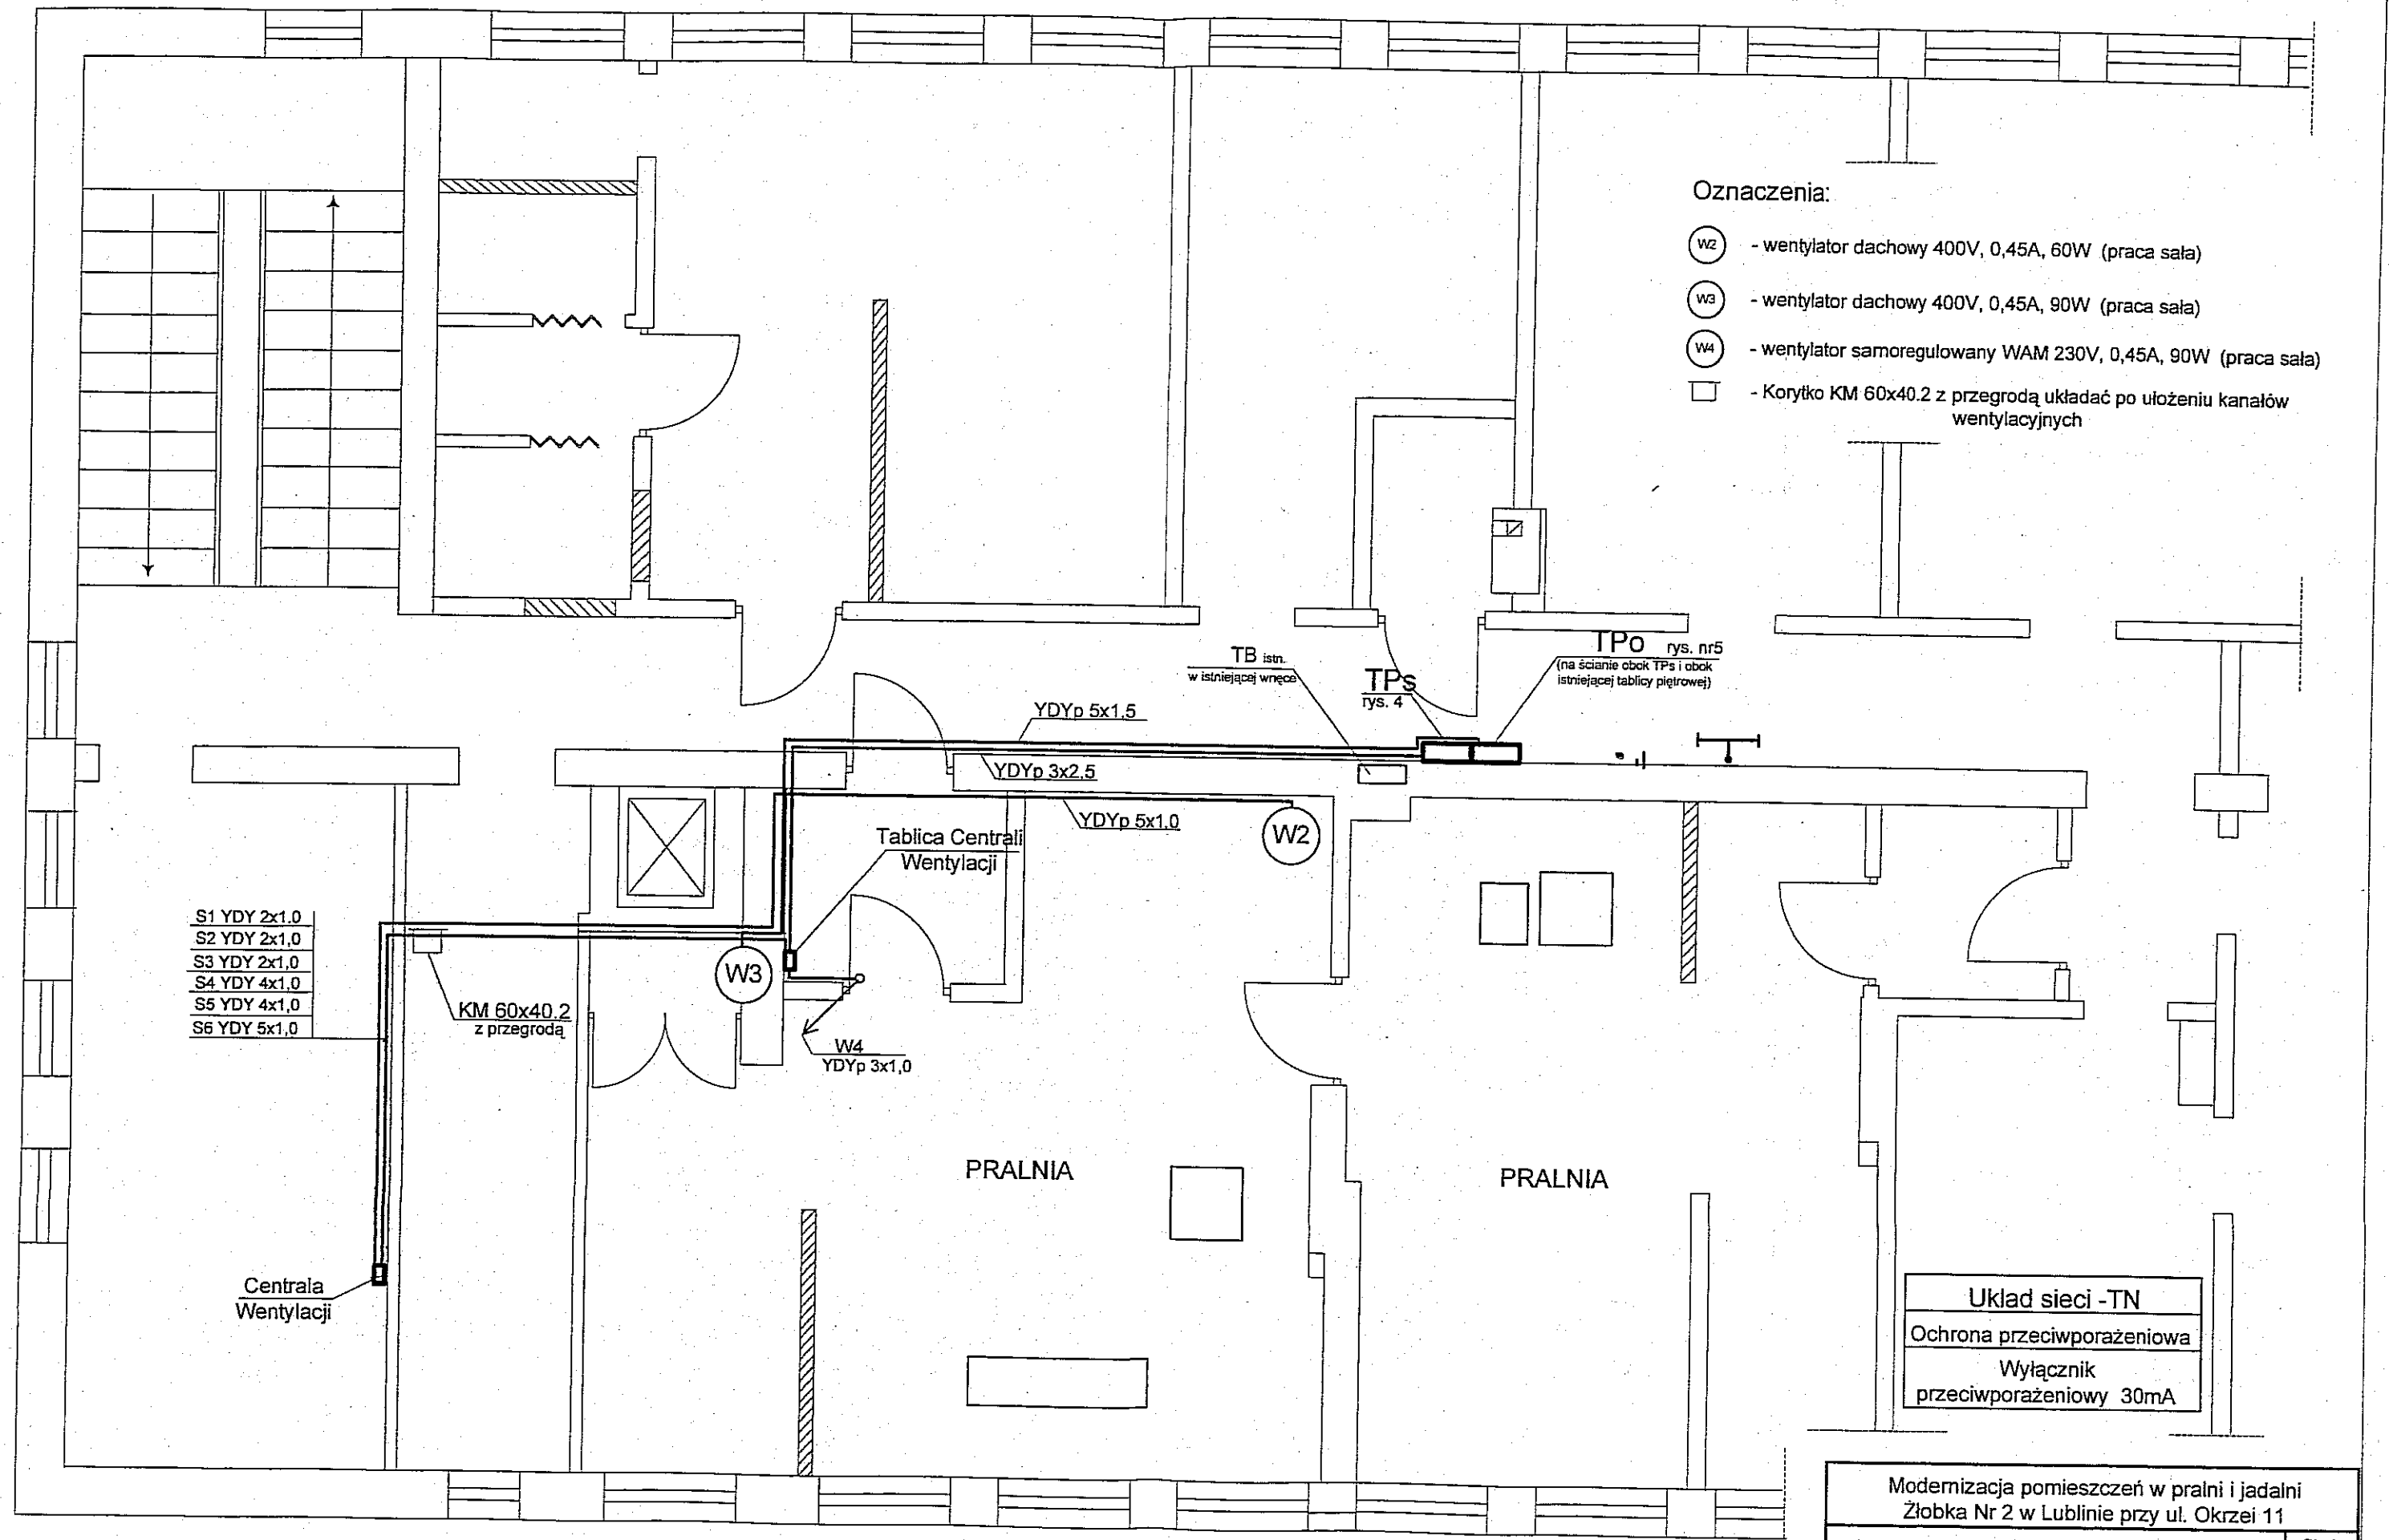 Oznaczenia:
W2 - wentylator dachowy 400V, 0,45A, 60W (praca sała)
W3 - wentylator dachowy 400V, 0,45A, 90W (praca sała)
W4 - wentylator samoregulowany WAM 230V, 0,45A, 90W (praca sała)
- Korytko KM 60x40.2 z przegrodą układać po ułożeniu kanałów
wentylacyjnych
TB istn.
w istniejącej wnęce
TPs
rys. 4
TPo rys. nr5
(na ścianie obok TPs i obok
istniejącej tablicy piętrowej)
YDYp 5x1,5
YDYp 3x2,5
YDYp 5x1,0
W2
Tablica Centrali
Wentylacji
S1 YDY 2x1.0
S2 YDY 2x1,0
S3 YDY 2x1,0
S4 YDY 4x1,0
S5 YDY 4x1,0
S6 YDY 5x1,0
KM 60x40.2
z przegrodą
W3
W4
YDYp 3x1,0
PRALNIA
PRALNIA
Centrala
Wentylacji
Uklad sieci -TN
Ochrona przeciwporażeniowa
Wyłącznik
przeciwporażeniowy 30mA
Modernizacja pomieszczeń w pralni i jadalni
Żłobka Nr 2 w Lublinie przy ul. Okrzei 11